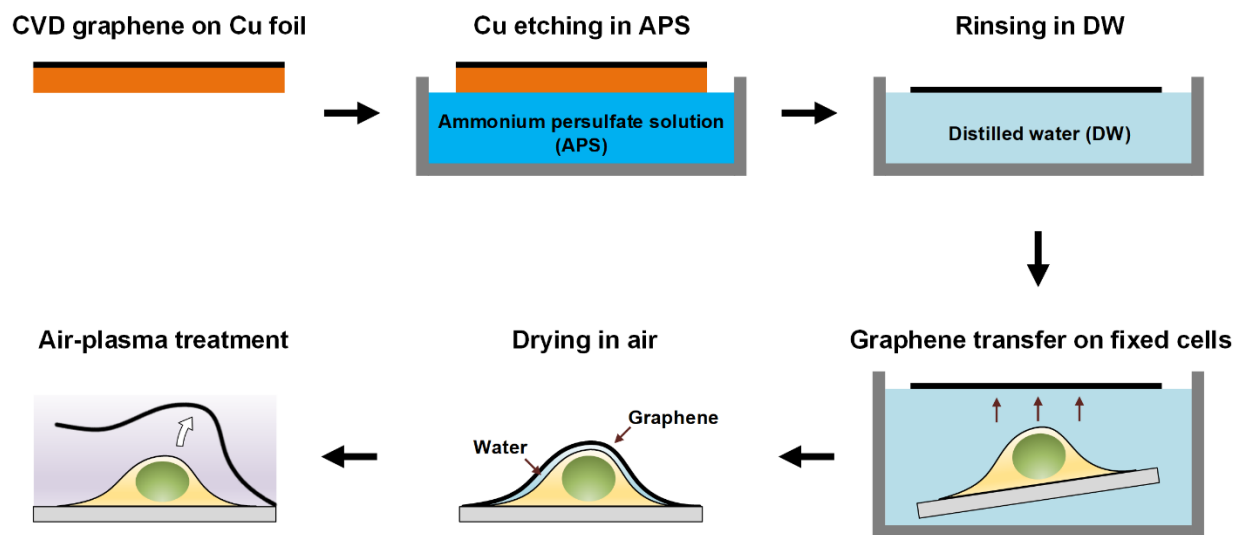 CVD graphene on Cu foil
Cu etching in APS
Rinsing in DW
Ammonium persulfate solution
(APS)
Distilled water (DW)
Air-plasma treatment
Drying in air
Graphene transfer on fixed cells
Graphene
Water